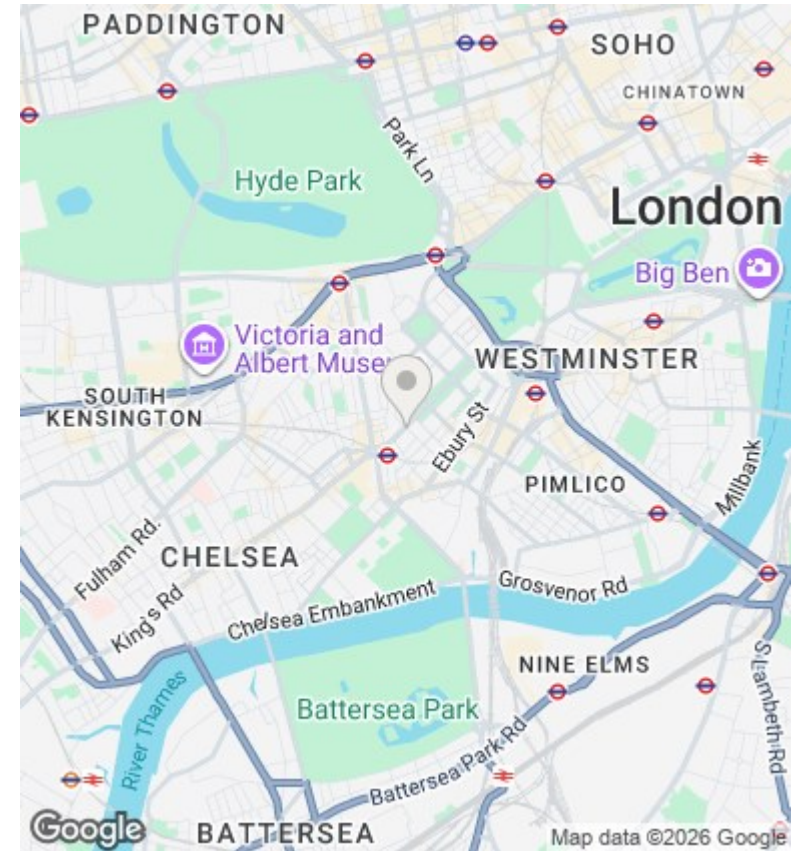 PADDINGTON
SOHO
CHINATOWN
Park Ln
Hyde Park
London
Big Ben
Victoria and
Albert Muse
WESTMINSTER
SOUTH
KENSINGTON
Ebury St
PIMLICO
Millbank
Fulham Rd.
CHELSEA
King's Rd
Chelsea Embankment
Grosvenor Rd
NINE ELMS
S Lambeth Rd
River Thames
Battersea Park
Battersea Park Rd
Google
BATTERSEA
Map data ©2026 Google